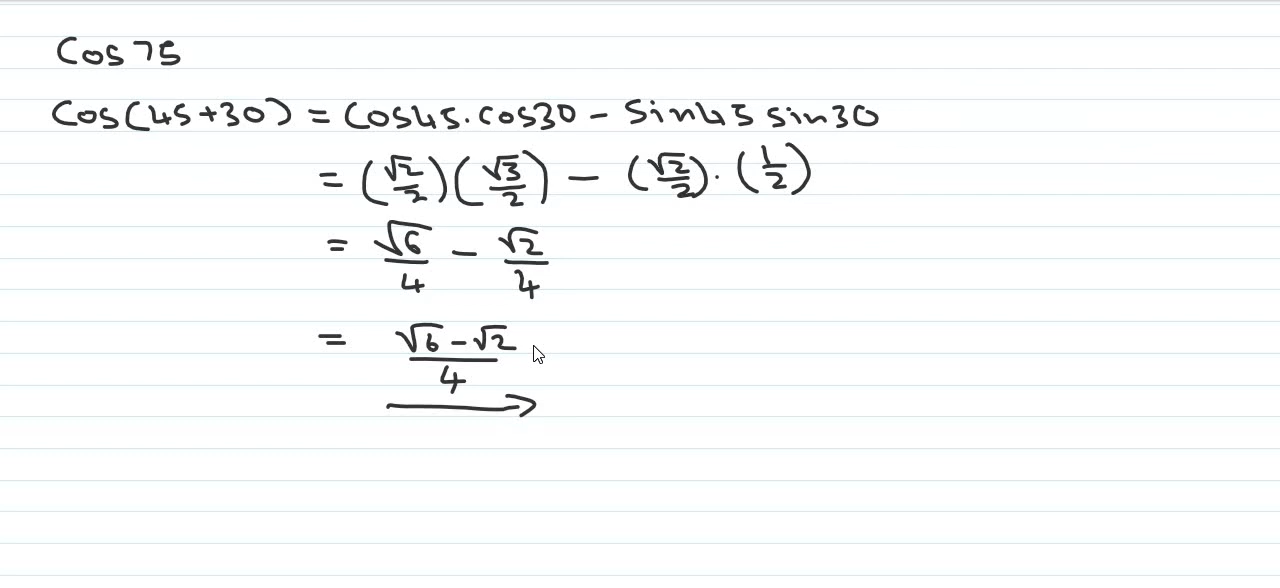 Cos 75
Cos(45+30) = Cos45.cos30 - Sin45 sin30
= (√2/2)(√3/2) - (√2/2).(1/2)
= √6/4 - √2/4
= √6-√2/4